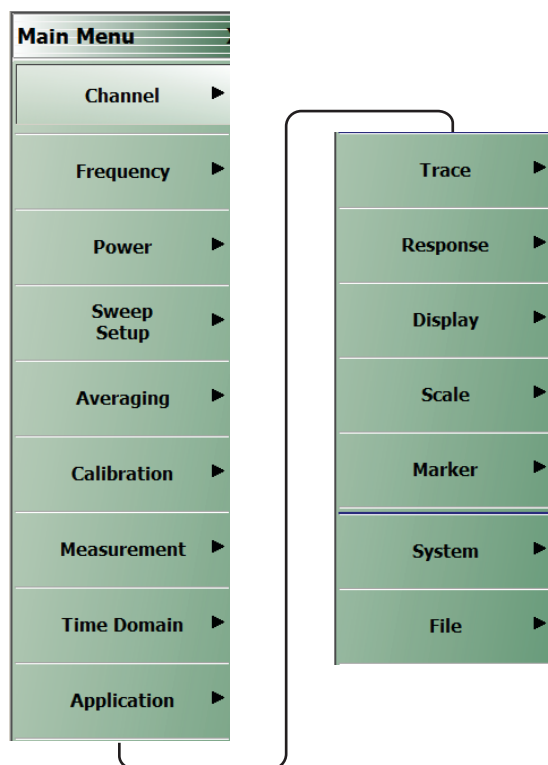 Main Menu
Channel
Frequency
Power
Sweep
Setup
Averaging
Calibration
Measurement
Time Domain
Application
Trace
Response
Display
Scale
Marker
System
File